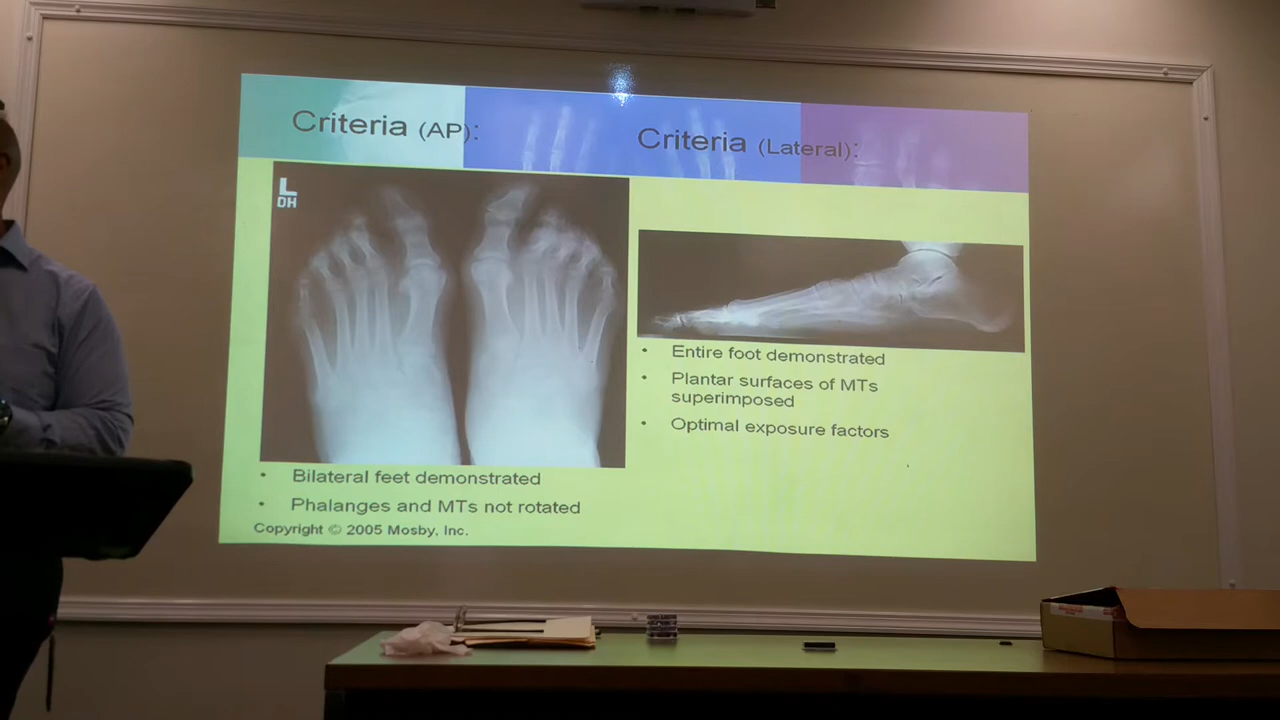 Criteria (AP):
L
DH
• Bilateral feet demonstrated
• Phalanges and MTs not rotated
Copyright © 2005 Mosby, Inc.
Criteria (Lateral):
• Entire foot demonstrated
• Plantar surfaces of MTs
superimposed
• Optimal exposure factors